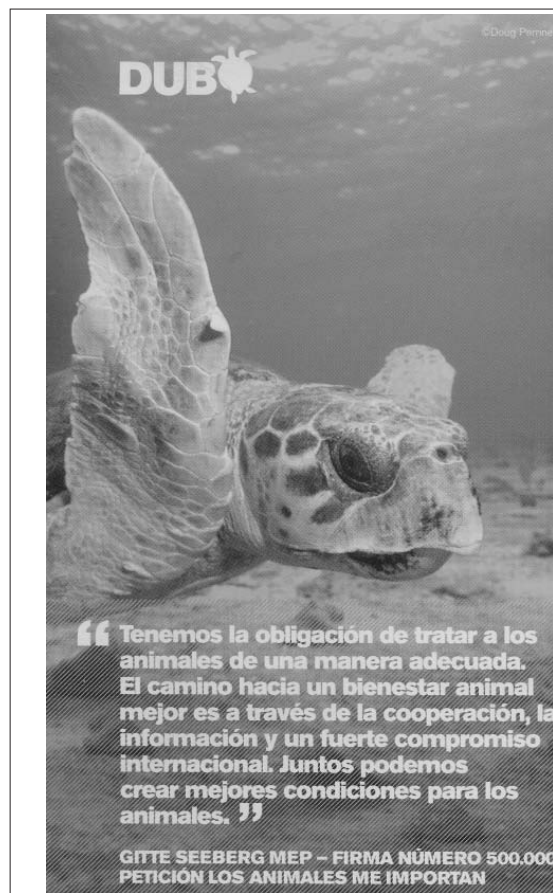 ©Doug Perrine
DUB
“ Tenemos la obligación de tratar a los
animales de una manera adecuada.
El camino hacia un bienestar animal
mejor es a través de la cooperación, la
información y un fuerte compromiso
internacional. Juntos podemos
crear mejores condiciones para los
animales. ”
GITTE SEEBERG MEP – FIRMA NÚMERO 500.000
PETICIÓN LOS ANIMALES ME IMPORTAN